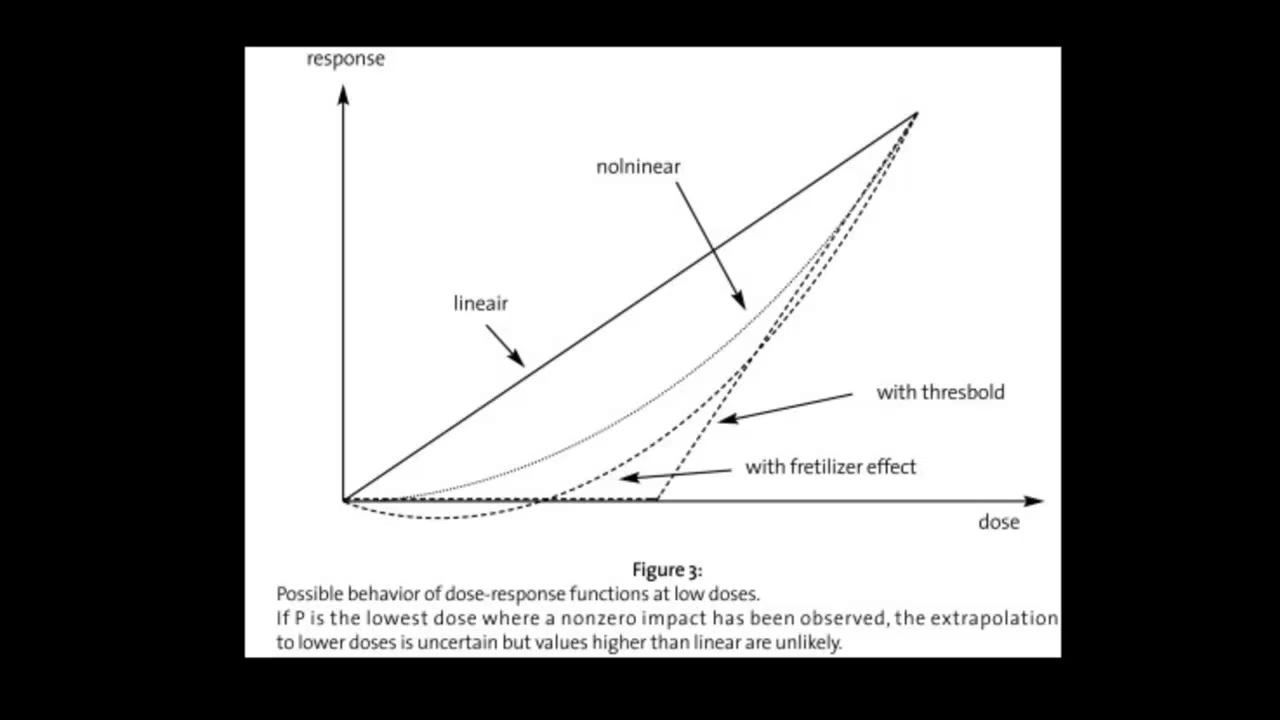 response
nolninear
lineair
with threshold
with fretilizer effect
dose
Figure 3:
Possible behavior of dose-response functions at low doses.
If P is the lowest dose where a nonzero impact has been observed, the extrapolation
to lower doses is uncertain but values higher than linear are unlikely.